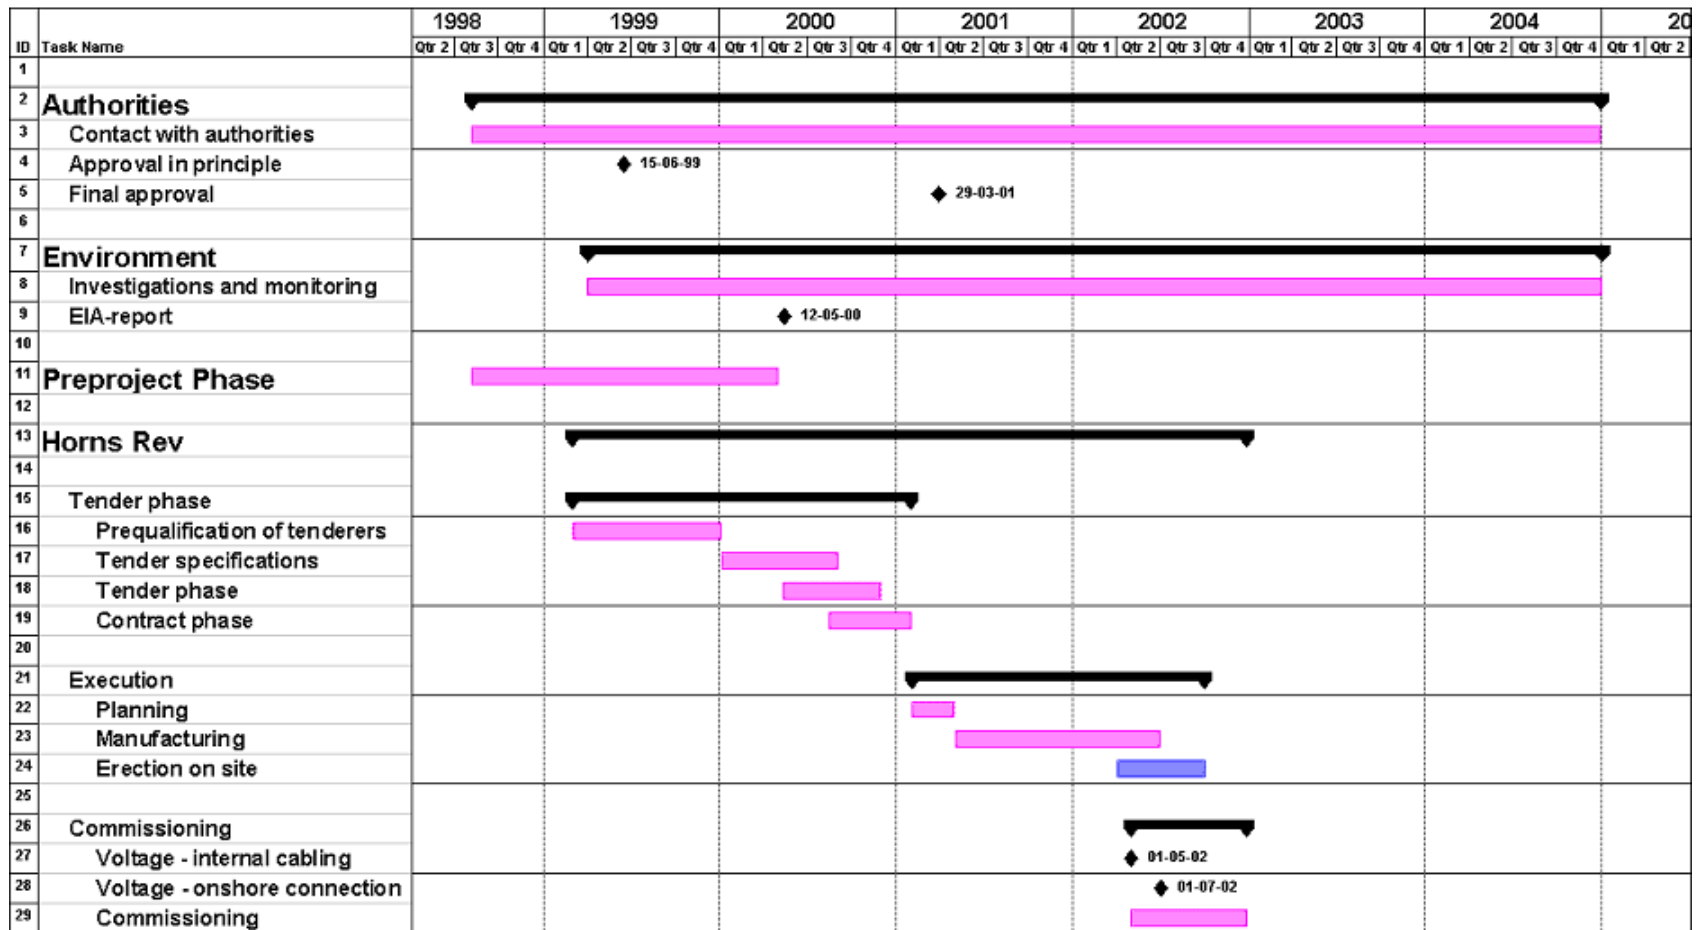 1998 1999 2000 2001 2002 2003 2004 20
ID Task Name Qtr 2 Qtr 3 Qtr 4 Qtr 1 Qtr 2 Qtr 3 Qtr 4 Qtr 1 Qtr 2 Qtr 3 Qtr 4 Qtr 1 Qtr 2 Qtr 3 Qtr 4 Qtr 1 Qtr 2 Qtr 3 Qtr 4 Qtr 1 Qtr 2 Qtr 3 Qtr 4 Qtr 1 Qtr 2 Qtr 3 Qtr 4 Qtr 1 Qtr 2
1
2 Authorities
3 Contact with authorities
4 Approval in principle 15-06-99
5 Final approval 29-03-01
6
7 Environment
8 Investigations and monitoring
9 EIA-report 12-05-00
10
11 Preproject Phase
12
13 Horns Rev
14
15 Tender phase
16 Prequalification of tenderers
17 Tender specifications
18 Tender phase
19 Contract phase
20
21 Execution
22 Planning
23 Manufacturing
24 Erection on site
25
26 Commissioning
27 Voltage - internal cabling 01-05-02
28 Voltage - onshore connection 01-07-02
29 Commissioning